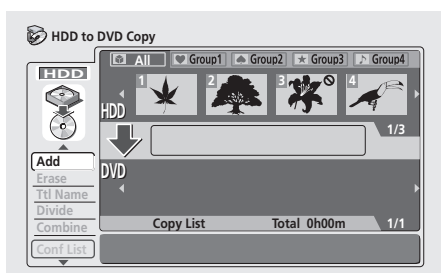 HDD to DVD Copy
All Group1 Group2 Group3 Group4
HDD
1 2 3 4
HDD
1/3
Add
Erase
Ttl Name
Divide
Combine
Conf List
DVD
Copy List Total 0h00m 1/1